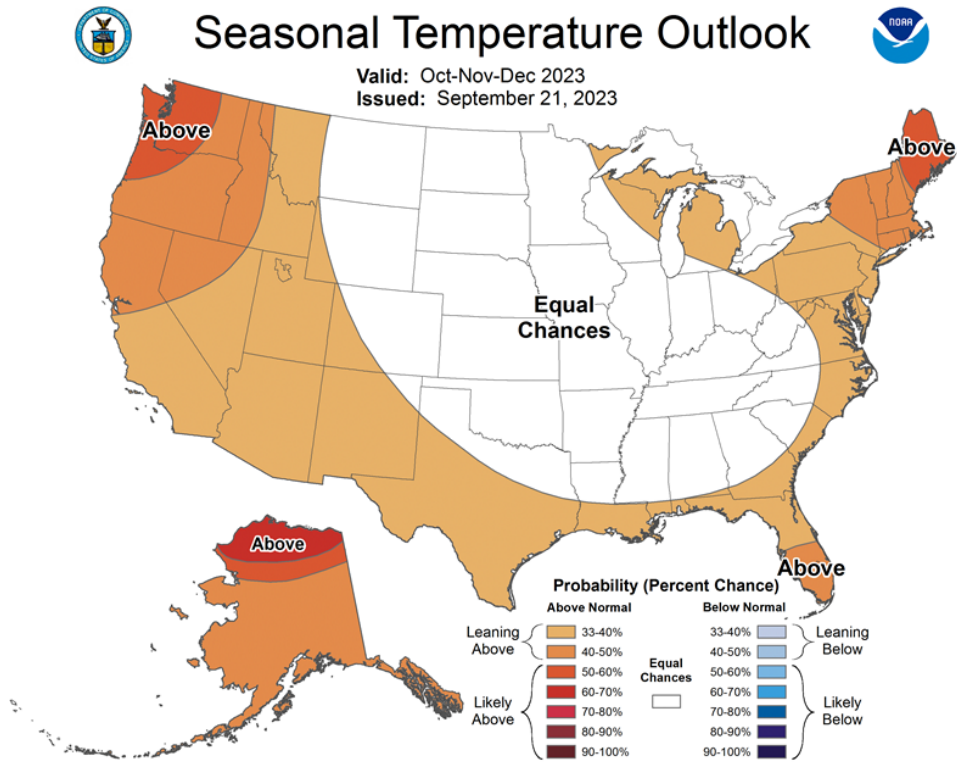 Seasonal Temperature Outlook
NOAA
Valid: Oct-Nov-Dec 2023
Issued: September 21, 2023
Above
Above
Equal
Chances
Above
Above
Probability (Percent Chance)
Above Normal
Below Normal
Leaning
Above
33-40%
40-50%
Likely
Above
50-60%
60-70%
70-80%
80-90%
90-100%
Equal
Chances
33-40%
40-50%
Leaning
Below
50-60%
60-70%
70-80%
80-90%
90-100%
Likely
Below